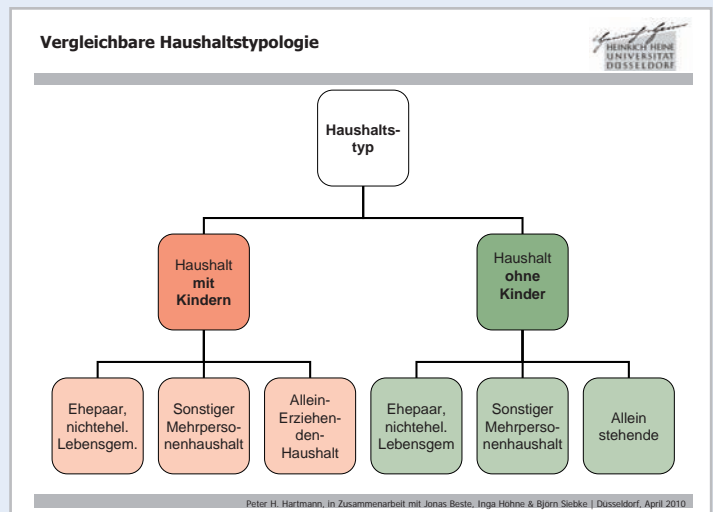 Vergleichbare Haushaltstypologie
HEINRICH HEINE
UNIVERSITÄT
DÜSSELDORF
Haushalts-
typ
Haushalt
mit
Kindern
Haushalt
ohne
Kinder
Ehepaar,
nichtehel.
Lebensgem.
Sonstiger
Mehrperso-
nenhaushalt
Allein-
Erziehen-
den-
Haushalt
Ehepaar,
nichtehel.
Lebensgem
Sonstiger
Mehrperso-
nenhaushalt
Allein
stehende
Peter H. Hartmann, in Zusammenarbeit mit Jonas Beste, Inga Höhne & Björn Siebke | Düsseldorf, April 2010